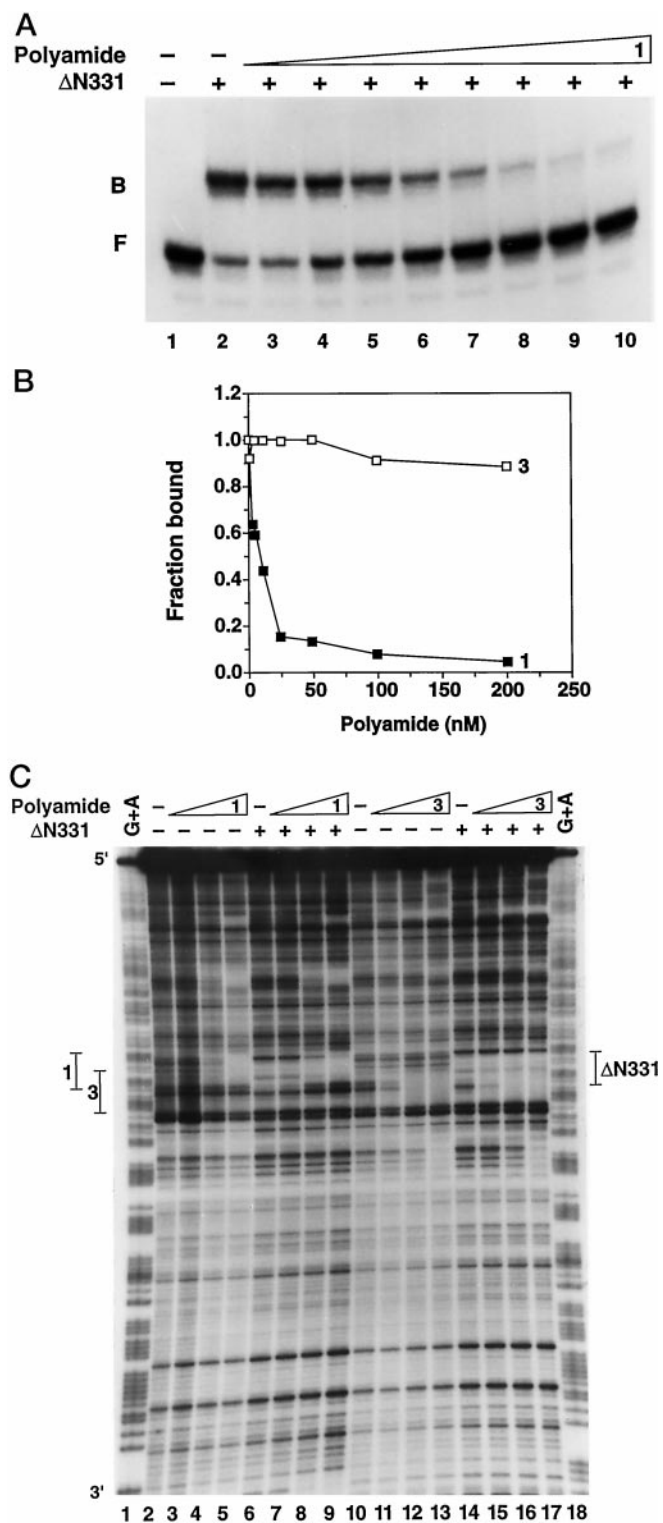 A
Polyamide – – 1
ΔN331 – + + + + + + + + +
B
F
1 2 3 4 5 6 7 8 9 10
B
1.2
1.0
0.8
0.6
0.4
0.2
0.0
Fraction bound
3
1
0 50 100 150 200 250
Polyamide (nM)
C
Polyamide G+A – 1 – 1 – 3 – 3 G+A
ΔN331 – – – – + + + + – – – – + + + +
5'
1
3
ΔN331
3'
1 2 3 4 5 6 7 8 9 10 11 12 13 14 15 16 17 18